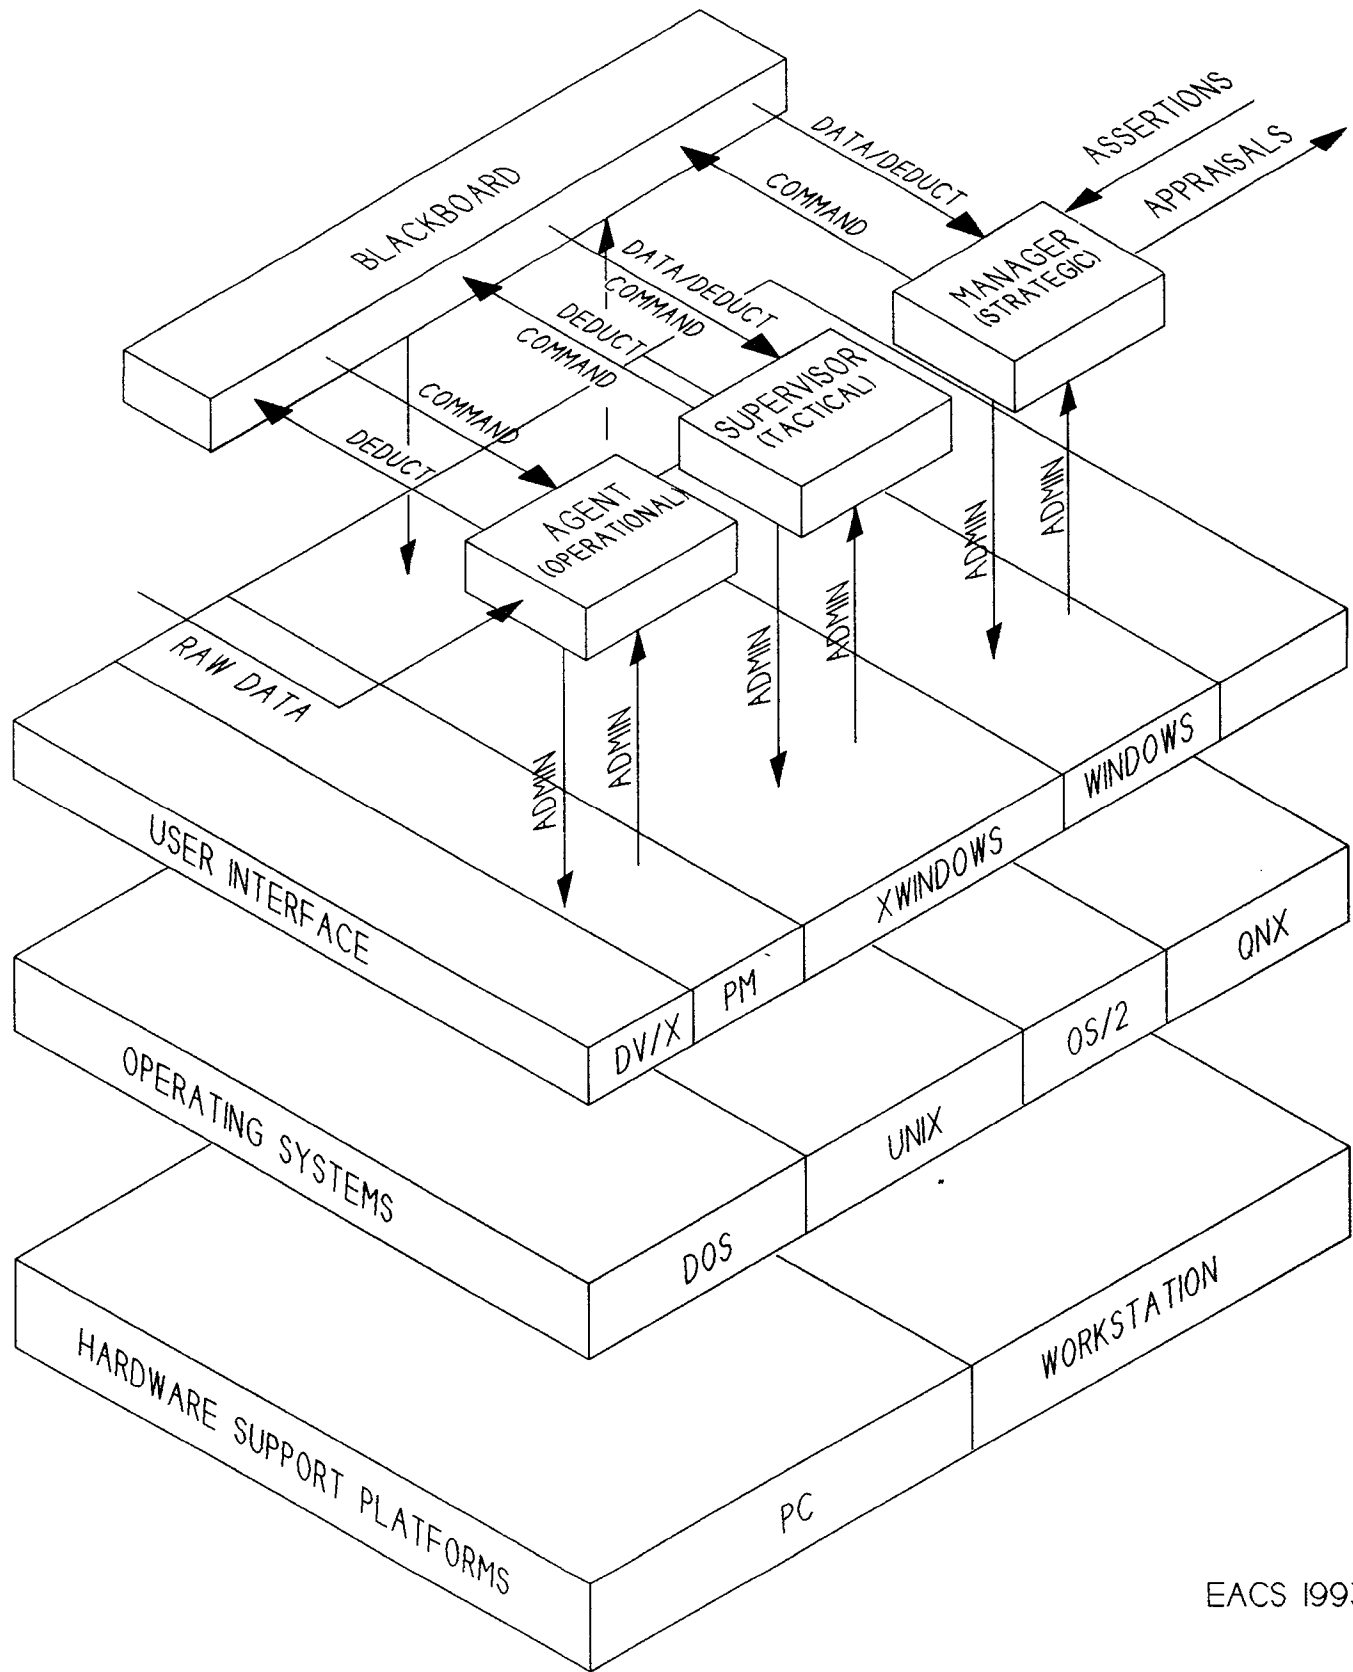 BLACKBOARD
DATA/DEDUCT
COMMAND
ASSERTIONS
APPRAISALS
MANAGER
(STRATEGIC)
DATA/DEDUCT
COMMAND
DEDUCT
COMMAND
SUPERVISOR
(TACTICAL)
COMMAND
DEDUCT
AGENT
(OPERATIONAL)
RAW DATA
ADMIN
ADMIN
ADMIN
ADMIN
ADMIN
ADMIN
USER INTERFACE
DV/X
PM
XWINDOWS
WINDOWS
OPERATING SYSTEMS
DOS
UNIX
OS/2
QNX
HARDWARE SUPPORT PLATFORMS
PC
WORKSTATION
EACS 1993